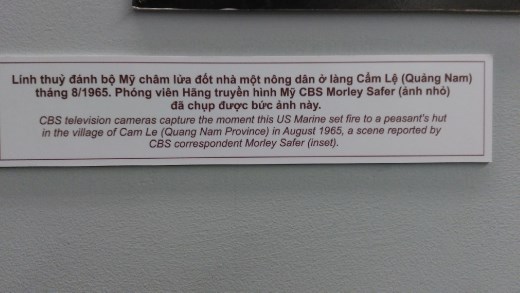 Lính thuỷ đánh bộ Mỹ châm lửa đốt nhà một nông dân ở làng Cẩm Lệ (Quảng Nam)
tháng 8/1965. Phóng viên Hãng truyền hình Mỹ CBS Morley Safer (ảnh nhỏ)
đã chụp được bức ảnh này.
CBS television cameras capture the moment this US Marine set fire to a peasant's hut
in the village of Cam Le (Quang Nam Province) in August 1965, a scene reported by
CBS correspondent Morley Safer (inset).